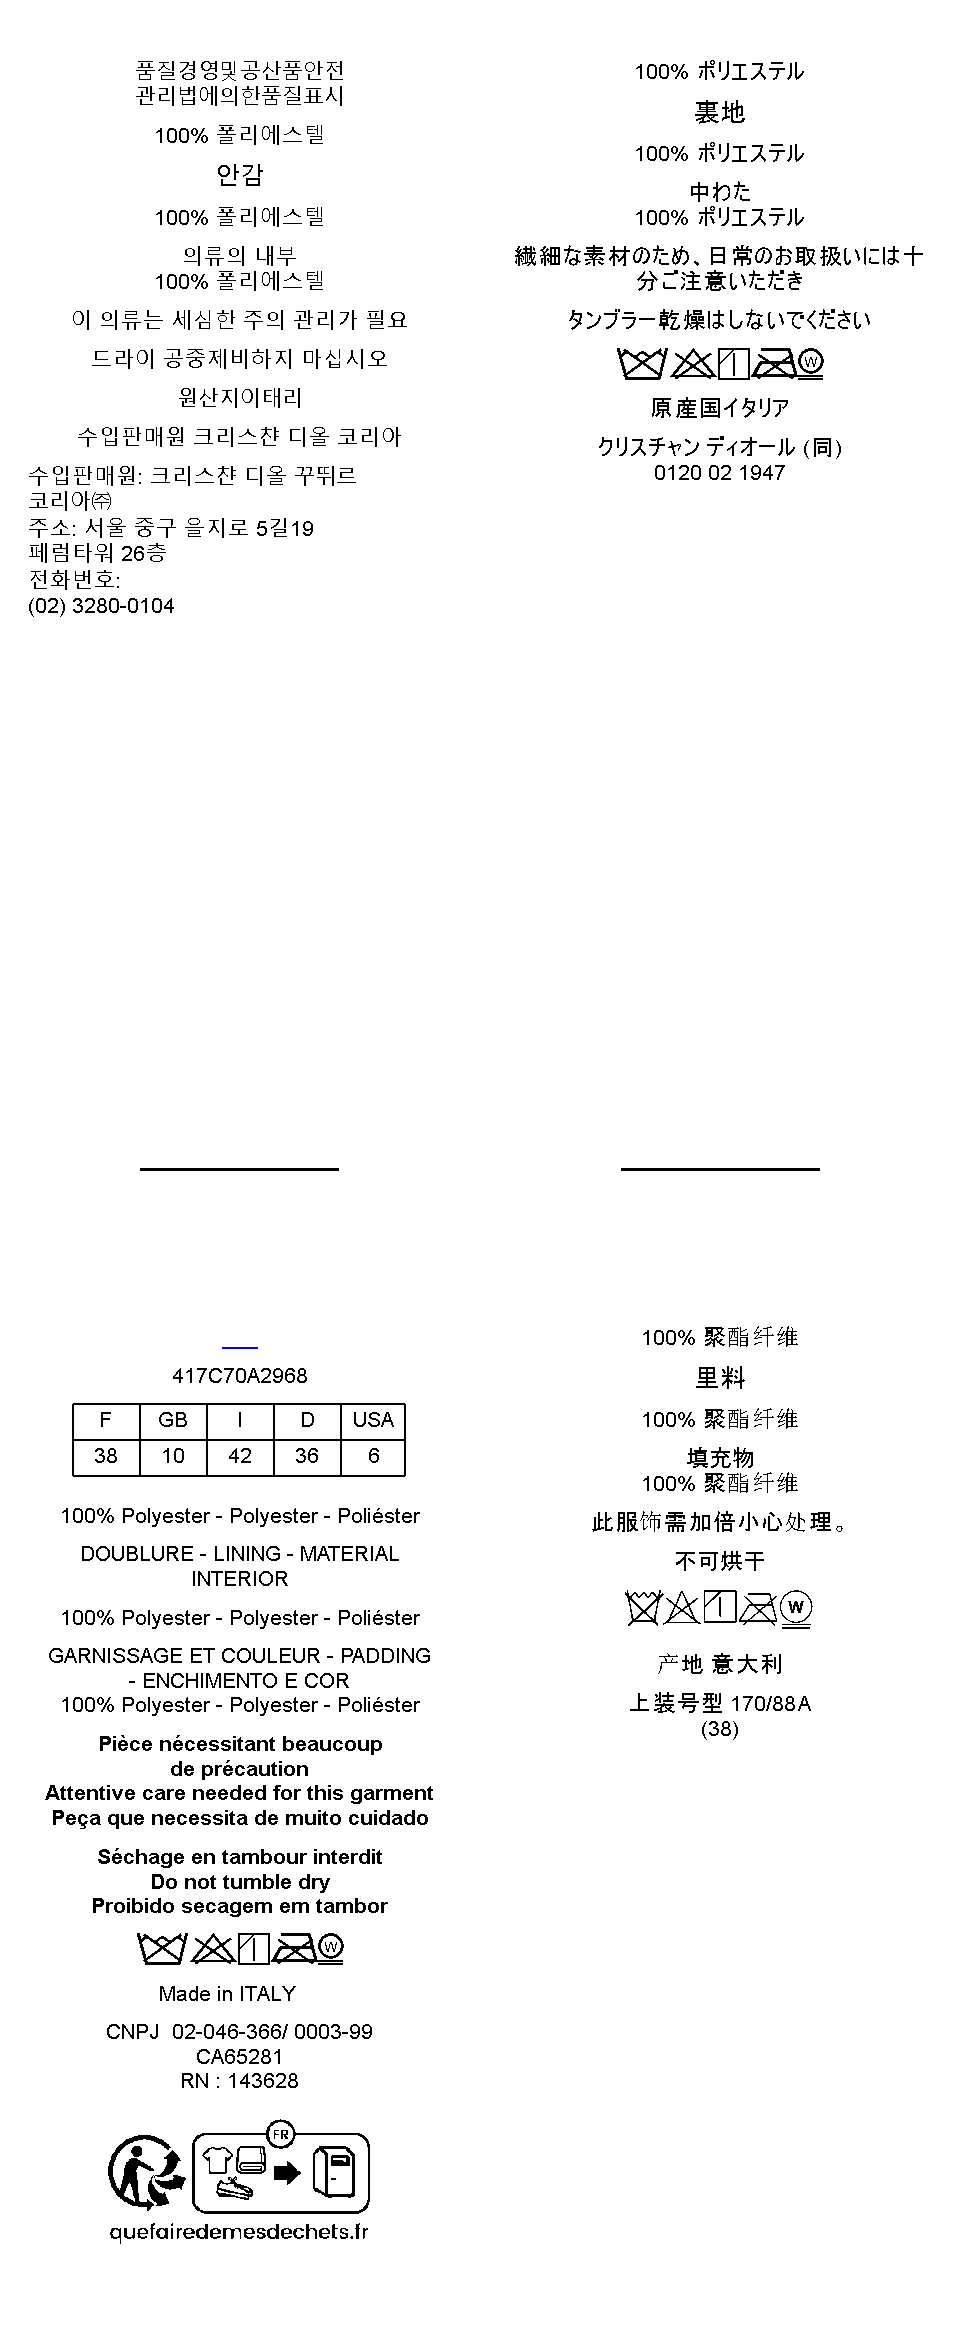 품질경영및공산품안전
관리법에의한품질표시
100% 폴리에스텔
안감
100% 폴리에스텔
의류의 내부
100% 폴리에스텔
이 의류는 세심한 주의 관리가 필요
드라이 공중제비하지 마십시오
원산지이태리
수입판매원 크리스챤 디올 코리아
수입판매원: 크리스챤 디올 꾸뛰르
코리아㈜
주소: 서울 중구 을지로 5길19
페럼타워 26층
전화번호:
(02) 3280-0104
100% ポリエステル
裏地
100% ポリエステル
中わた
100% ポリエステル
繊細な素材のため、日常のお取扱いには十
分ご注意いただき
タンブラー乾燥はしないでください
W
原産国イタリア
クリスチャン ディオール (同)
0120 02 1947
417C70A2968
F GB I D USA
38 10 42 36 6
100% Polyester - Polyester - Poliéster
DOUBLURE - LINING - MATERIAL
INTERIOR
100% Polyester - Polyester - Poliéster
GARNISSAGE ET COULEUR - PADDING
- ENCHIMENTO E COR
100% Polyester - Polyester - Poliéster
Pièce nécessitant beaucoup
de précaution
Attentive care needed for this garment
Peça que necessita de muito cuidado
Séchage en tambour interdit
Do not tumble dry
Proibido secagem em tambor
W
Made in ITALY
CNPJ 02-046-366/ 0003-99
CA65281
RN : 143628
FR
quefairedemesdechets.fr
100% 聚酯纤维
里料
100% 聚酯纤维
填充物
100% 聚酯纤维
此服饰需加倍小心处理。
不可烘干
W
产地 意大利
上装号型 170/88A
(38)